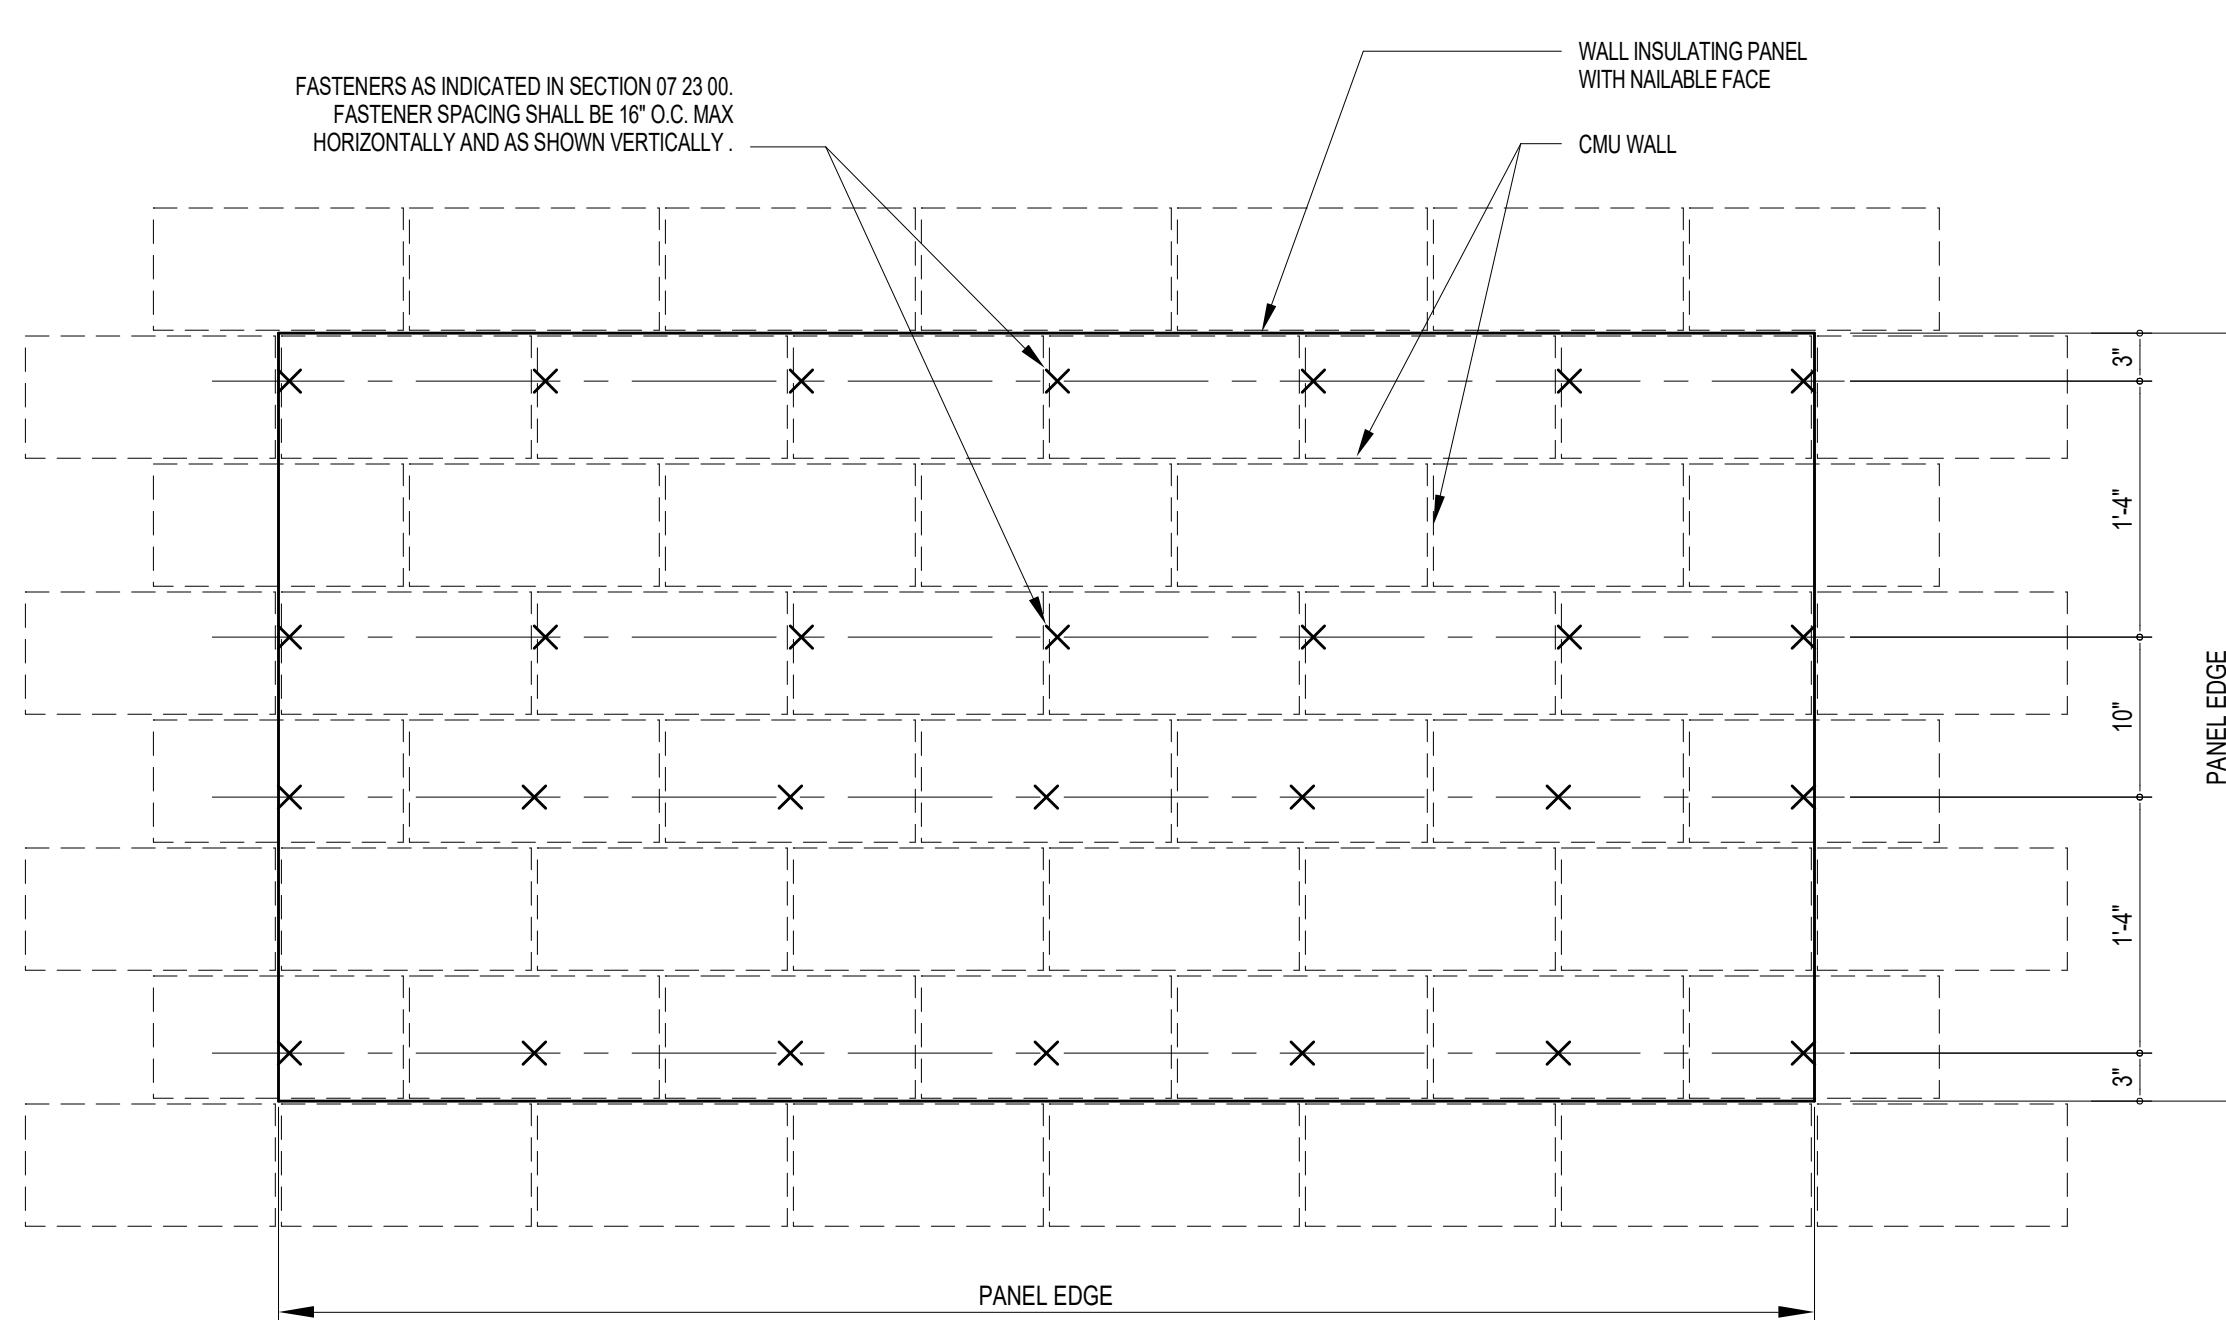 WALL INSULATING PANEL
WITH NAILABLE FACE
FASTENERS AS INDICATED IN SECTION 07 23 00.
FASTENER SPACING SHALL BE 16" O.C. MAX
HORIZONTALLY AND AS SHOWN VERTICALLY .
CMU WALL
3"
1'-4"
10"
PANEL EDGE
1'-4"
3"
PANEL EDGE